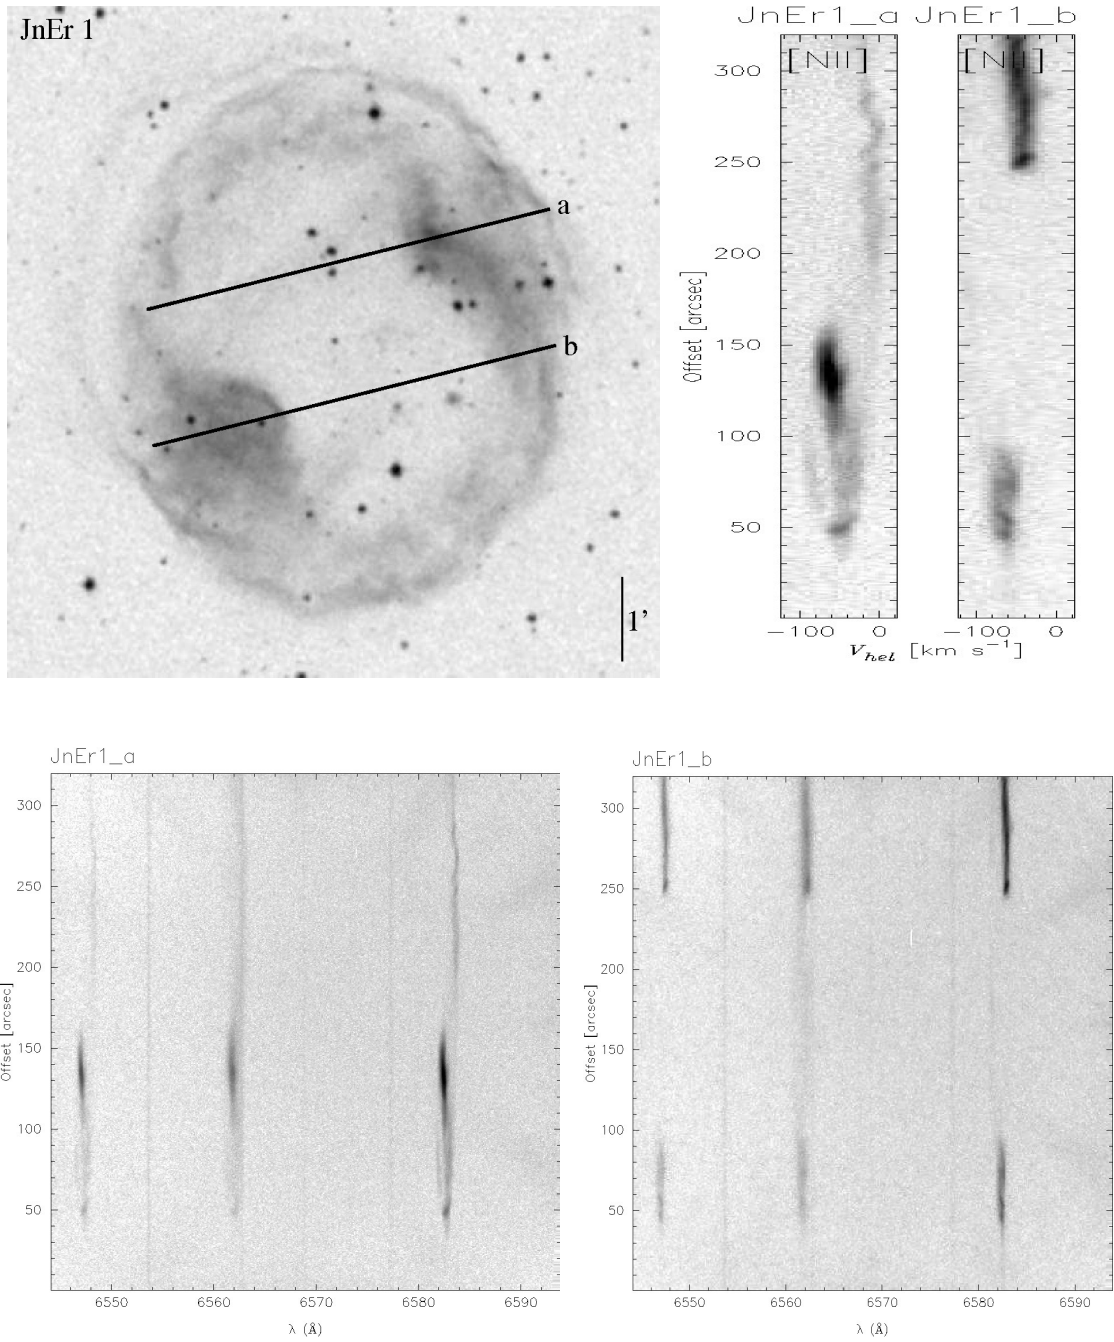 JnEr 1
a
b
1'
JnEr1_a JnEr1_b
[NII] [NII]
300
250
200
150
100
50
Offset [arcsec]
−100 0 −100 0
V_hel [km s⁻¹]
JnEr1_a
300
250
200
150
100
50
Offset [arcsec]
6550 6560 6570 6580 6590
λ (Å)
JnEr1_b
300
250
200
150
100
50
Offset [arcsec]
6550 6560 6570 6580 6590
λ (Å)